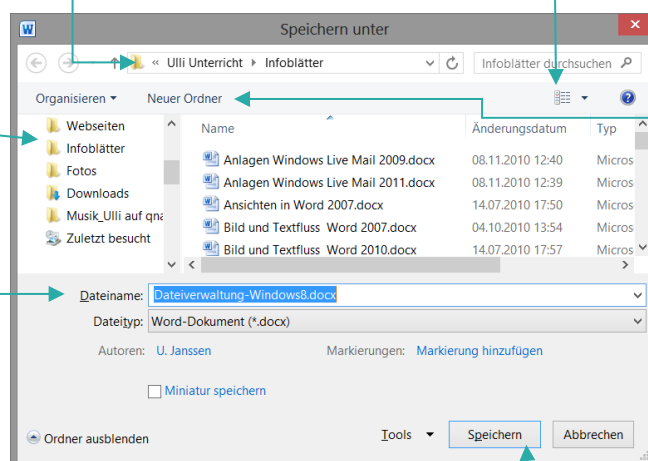 Speichern unter
« Ulli Unterricht Infoblätter
Infoblätter durchsuchen
Organisieren Neuer Ordner
Webseiten
Infoblätter
Fotos
Downloads
Musik_Ulli auf qna
Zuletzt besucht
Name Änderungsdatum Typ
Anlagen Windows Live Mail 2009.docx 08.11.2010 12:40 Micros
Anlagen Windows Live Mail 2011.docx 08.11.2010 12:39 Micros
Ansichten in Word 2007.docx 14.07.2010 17:50 Micros
Bild und Textfluss Word 2007.docx 04.10.2010 13:54 Micros
Bild und Textfluss Word 2010.docx 14.07.2010 17:57 Micros
Dateiname: Dateiverwaltung-Windows8.docx
Dateityp: Word-Dokument (*.docx)
Autoren: U. Janssen Markierungen: Markierung hinzufügen
Miniatur speichern
Ordner ausblenden Tools Speichern Abbrechen